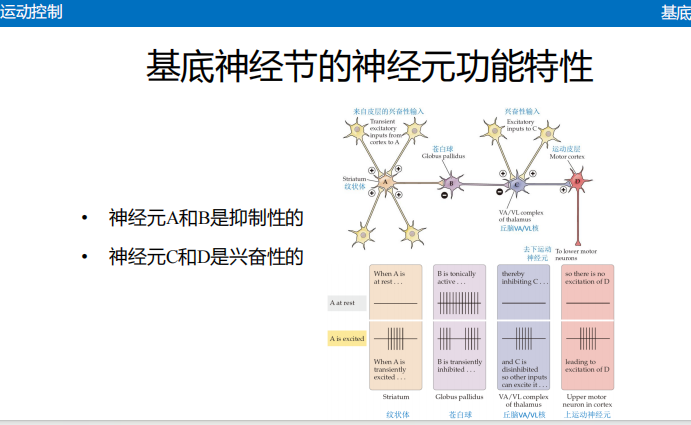 运动控制
基底
基底神经节的神经元功能特性
• 神经元A和B是抑制性的
• 神经元C和D是兴奋性的
来自皮层的兴奋性输入
Transient
excitatory
inputs from
cortex to A
兴奋性输入
Excitatory
inputs to C
苍白球
Globus pallidus
运动皮层
Motor cortex
Striatum
纹状体
A
B
C
D
VA/VL complex
of thalamus
丘脑VA/VL核
去下运动
神经元
To lower motor
neurons
When A is
at rest . . .
B is tonically
active . . .
thereby
inhibiting C . . .
so there is no
excitation of D
A at rest
A is excited
When A is
transiently
excited . . .
B is transiently
inhibited . . .
and C is
disinhibited
so other inputs
can excite it . . .
leading to
excitation of D
Striatum
Globus pallidus
VA/VL complex
of thalamus
Upper motor
neuron in cortex
纹状体
苍白球
丘脑VA/VL核
上运动神经元